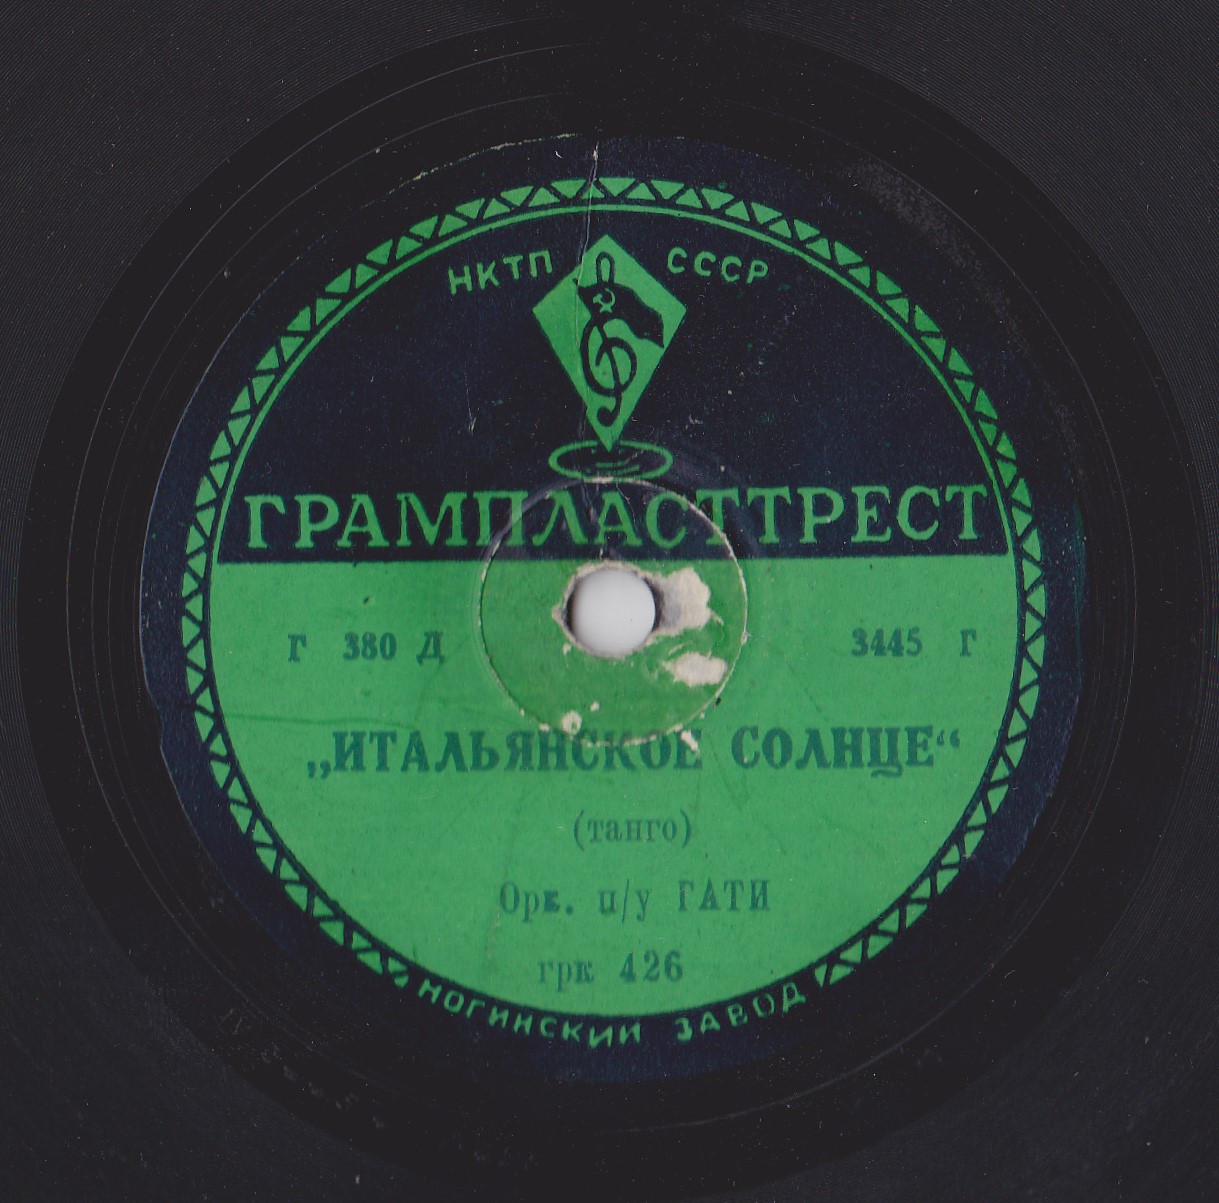 НКТП СССР
ГРАМПЛАСТТРЕСТ
Г 380 Д 3445 Г
„ИТАЛЬЯНСКОЕ СОЛНЦЕ“
(танго)
Орк. п/у ГАТИ
грк 426
НОГИНСКИЙ ЗАВОД